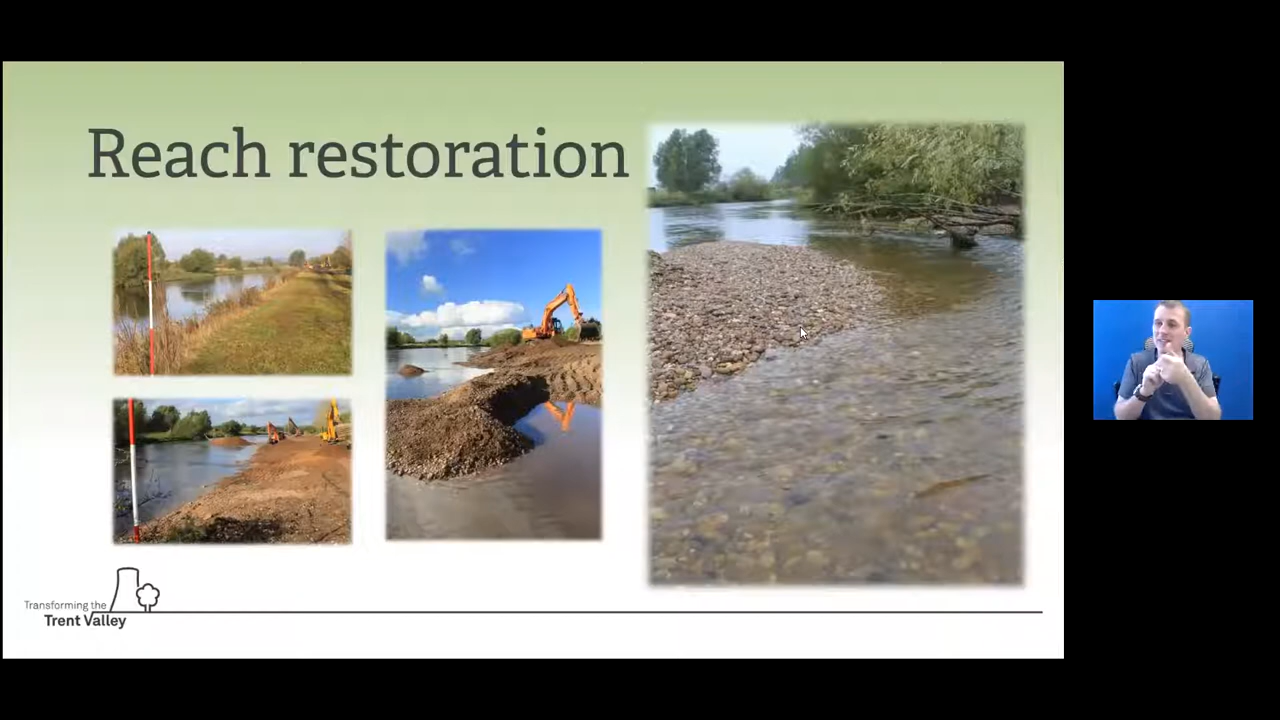 Reach restoration
Transforming the
Trent Valley